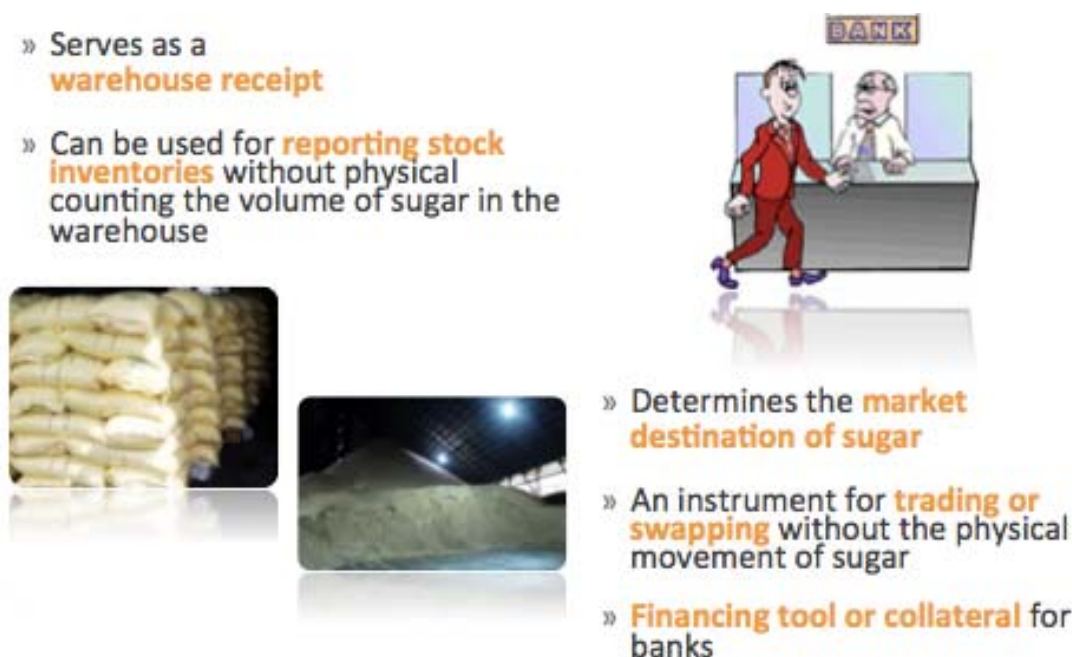 » Serves as a
warehouse receipt
» Can be used for reporting stock
inventories without physical
counting the volume of sugar in the
warehouse
BANK
» Determines the market
destination of sugar
» An instrument for trading or
swapping without the physical
movement of sugar
» Financing tool or collateral for
banks